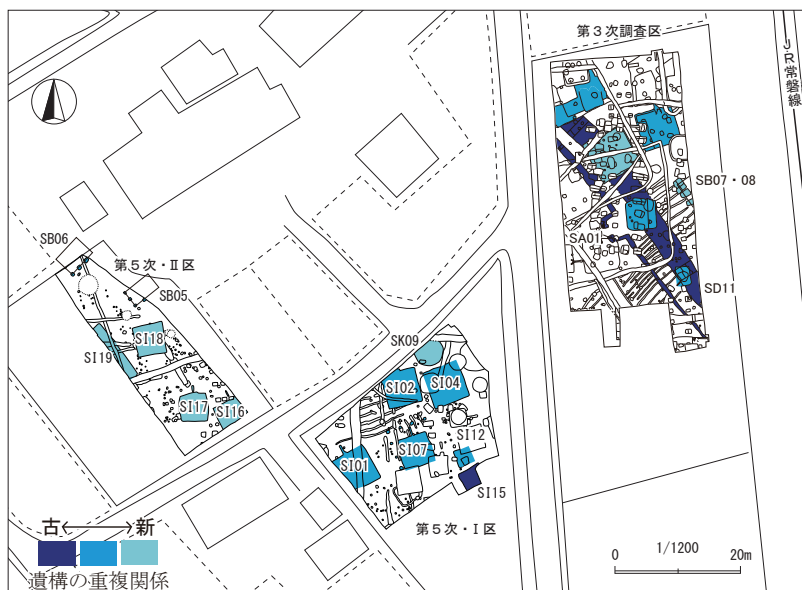 第３次調査区
ＪＲ常磐線
SB07・08
SA01
SD11
SB06
第５次・Ⅱ区
SB05
SI18
SI19
SI17
SI16
SK09
SI02
SI04
SI12
SI07
SI01
SI15
第５次・Ⅰ区
古←→新
遺構の重複関係
1/1200
0 20m